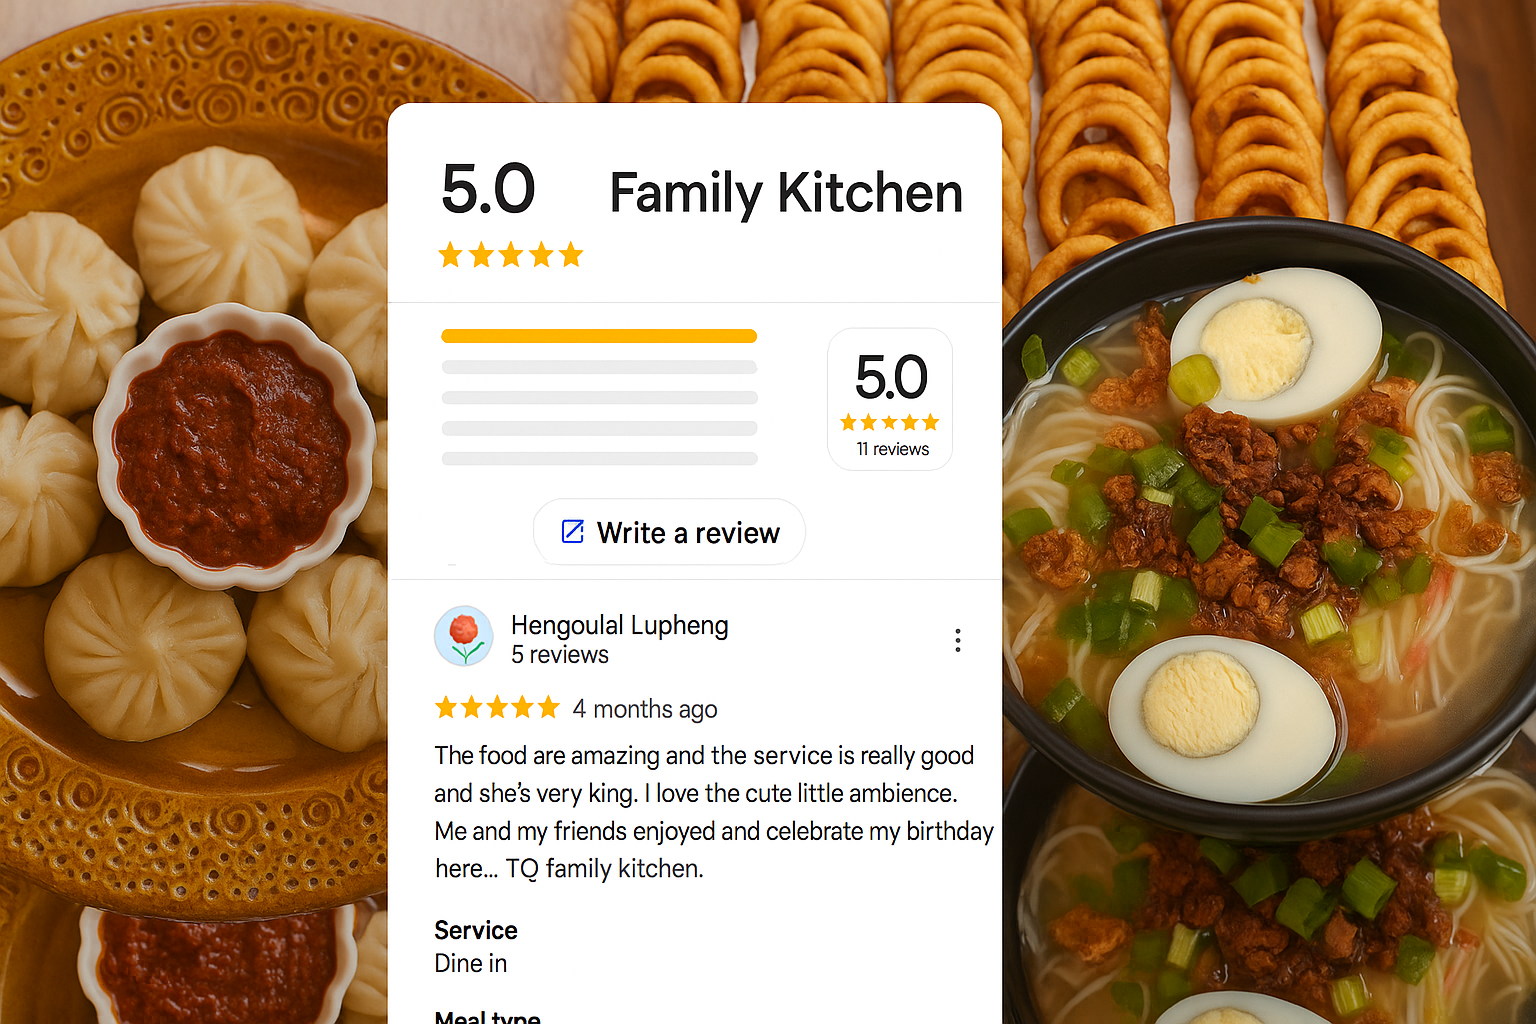 5.0 Family Kitchen
5.0
11 reviews
Write a review
Hengoulal Lupheng
5 reviews
4 months ago
The food are amazing and the service is really good
and she's very king. I love the cute little ambience.
Me and my friends enjoyed and celebrate my birthday
here... TQ family kitchen.
Service
Dine in
Meal type